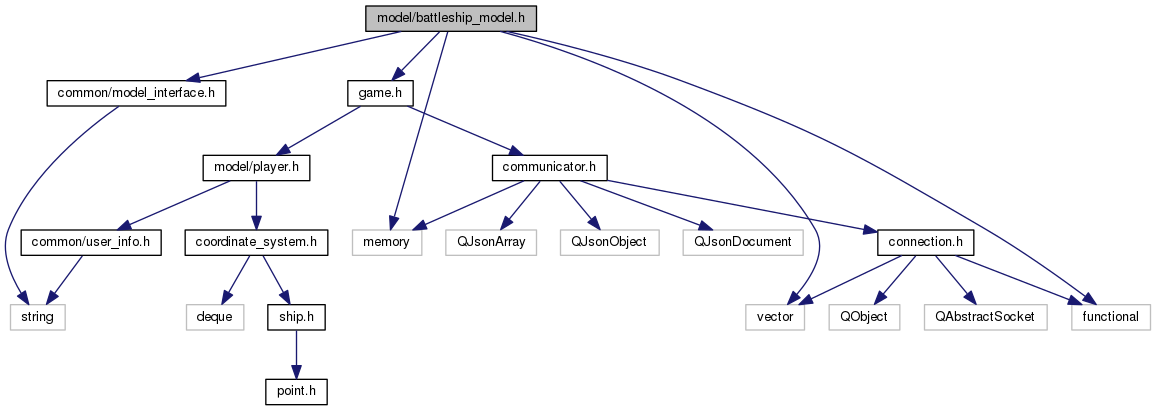 model/battleship_model.h
common/model_interface.h
game.h
model/player.h
communicator.h
common/user_info.h
coordinate_system.h
memory
QJsonArray
QJsonObject
QJsonDocument
connection.h
string
deque
ship.h
vector
QObject
QAbstractSocket
functional
point.h